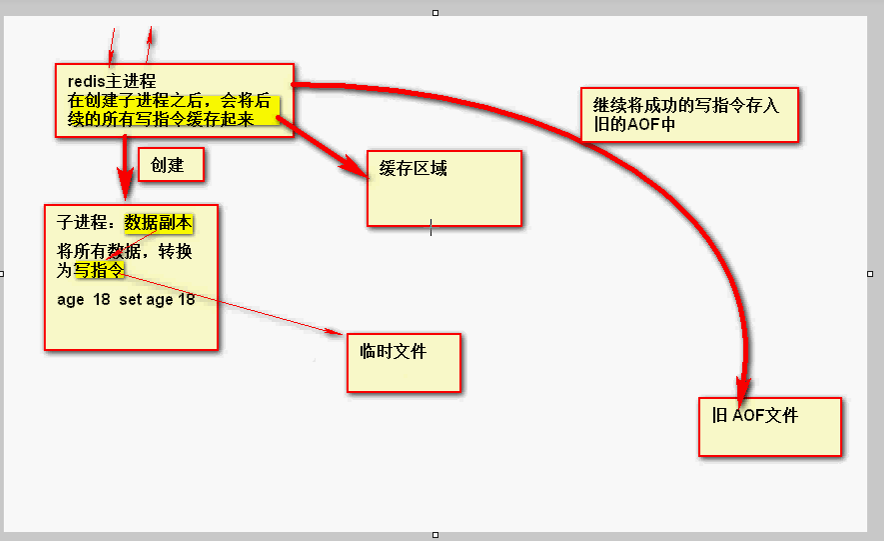 redis主进程
在创建子进程之后，会将后
续的所有写指令缓存起来
继续将成功的写指令存入
旧的AOF中
创建
缓存区域
子进程：数据副本
将所有数据，转换
为写指令
age 18 set age 18
临时文件
旧 AOF文件